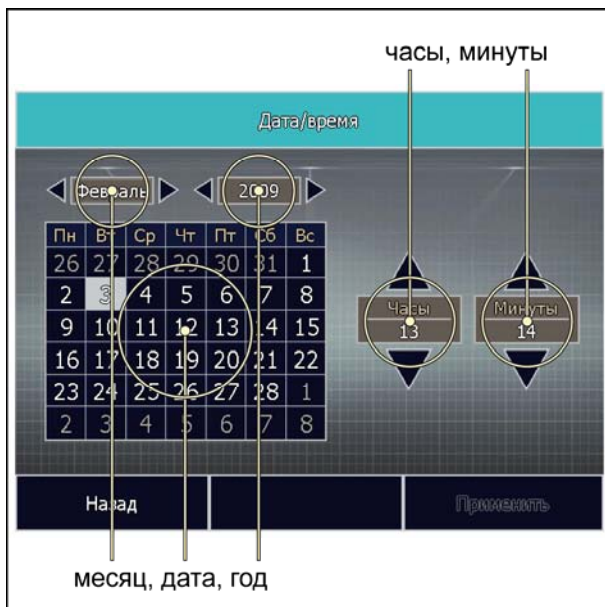 часы, минуты
Дата/время
Февраль 2009
Пн Вт Ср Чт Пт Сб Вс
26 27 28 29 30 31 1
2 3 4 5 6 7 8
9 10 11 12 13 14 15
16 17 18 19 20 21 22
23 24 25 26 27 28 1
2 3 4 5 6 7 8
Часы Минуты
13 14
Назад Применить
месяц, дата, год